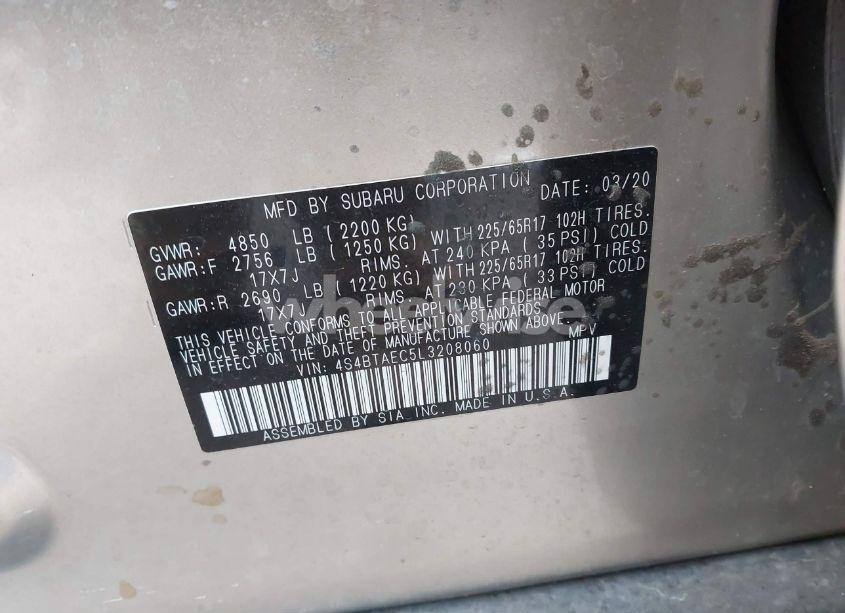 MFD BY SUBARU CORPORATION DATE: 03/20
GVWR: 4850 LB (2200 KG)
GAWR:F 2756 LB (1250 KG) WITH 225/65R17 102H TIRES.
17X7J RIMS. AT 240 KPA (35 PSI) COLD
GAWR:R 2690 LB (1220 KG) WITH 225/65R17 102H TIRES.
17X7J RIMS. AT 230 KPA (33 PSI) COLD
THIS VEHICLE CONFORMS TO ALL APPLICABLE FEDERAL MOTOR
VEHICLE SAFETY AND THEFT PREVENTION STANDARDS
IN EFFECT ON THE DATE OF MANUFACTURE SHOWN ABOVE.
VIN: 4S4BTAEC5L3208060 MPV
ASSEMBLED BY SIA INC. MADE IN U.S.A.